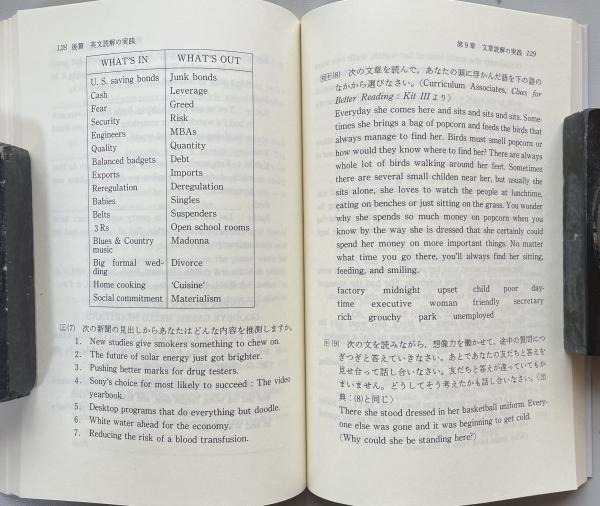 128 後篇 英文読解の実践
WHAT'S IN WHAT'S OUT
U. S. saving bonds Junk bonds
Cash Leverage
Fear Greed
Security Risk
Engineers MBAs
Quality Quantity
Balanced badgets Debt
Exports Imports
Reregulation Deregulation
Babies Singles
Belts Suspenders
3 Rs Open school rooms
Blues & Country Madonna
music
Big formal wed- Divorce
ding
Home cooking 'Cuisine'
Social commitment Materialism
(7) 次の新聞の見出しからあなたはどんな内容を推測しますか。
1. New studies give smokers something to chew on.
2. The future of solar energy just got brighter.
3. Pushing better marks for drug testers.
4. Sony's choice for most likely to succeed : The video
yearbook.
5. Desktop programs that do everything but doodle.
6. White water ahead for the economy.
7. Reducing the risk of a blood transfusion.
第9章 文章読解の実践 129
(8) 次の文章を読んで，あなたの頭に浮かんだ語を下の語の
なかから選びなさい。(Curriculum Associates, Clues for
Better Reading : Kit III より)
Everyday she comes here and sits and sits and sits. Some-
times she brings a bag of popcorn and feeds the birds that
always manage to find her. Birds must smell popcorn or
how would they know where to find her? There are always
whole lot of birds walking around her feet. Sometimes
there are several small childen near her, but usually she
sits alone, she loves to watch the people at lunchtime,
eating on benches or just sitting on the grass. You wonder
why she spends so much money on popcorn when you
know by the way she is dressed that she certainly could
spend her money on more important things. No matter
what time you go there, you'll always find her sitting,
feeding, and smiling.
factory midnight upset child poor day-
time executive woman friendly secretary
rich grouchy park unemployed
(9) 次の文を読みながら，想像力を働かせて，途中の質問につ
ぎつぎと答えていきなさい。あとであなたの友だちと答えを
見せ合って話し合いなさい。友だちと答えが違っていてもか
まいません。どうしてそう考えたかも話し合いなさい。(出
典：(8)と同じ)
There she stood dressed in her basketball uniform. Every-
one else was gone and it was beginning to get cold.
(Why could she be standing here?)